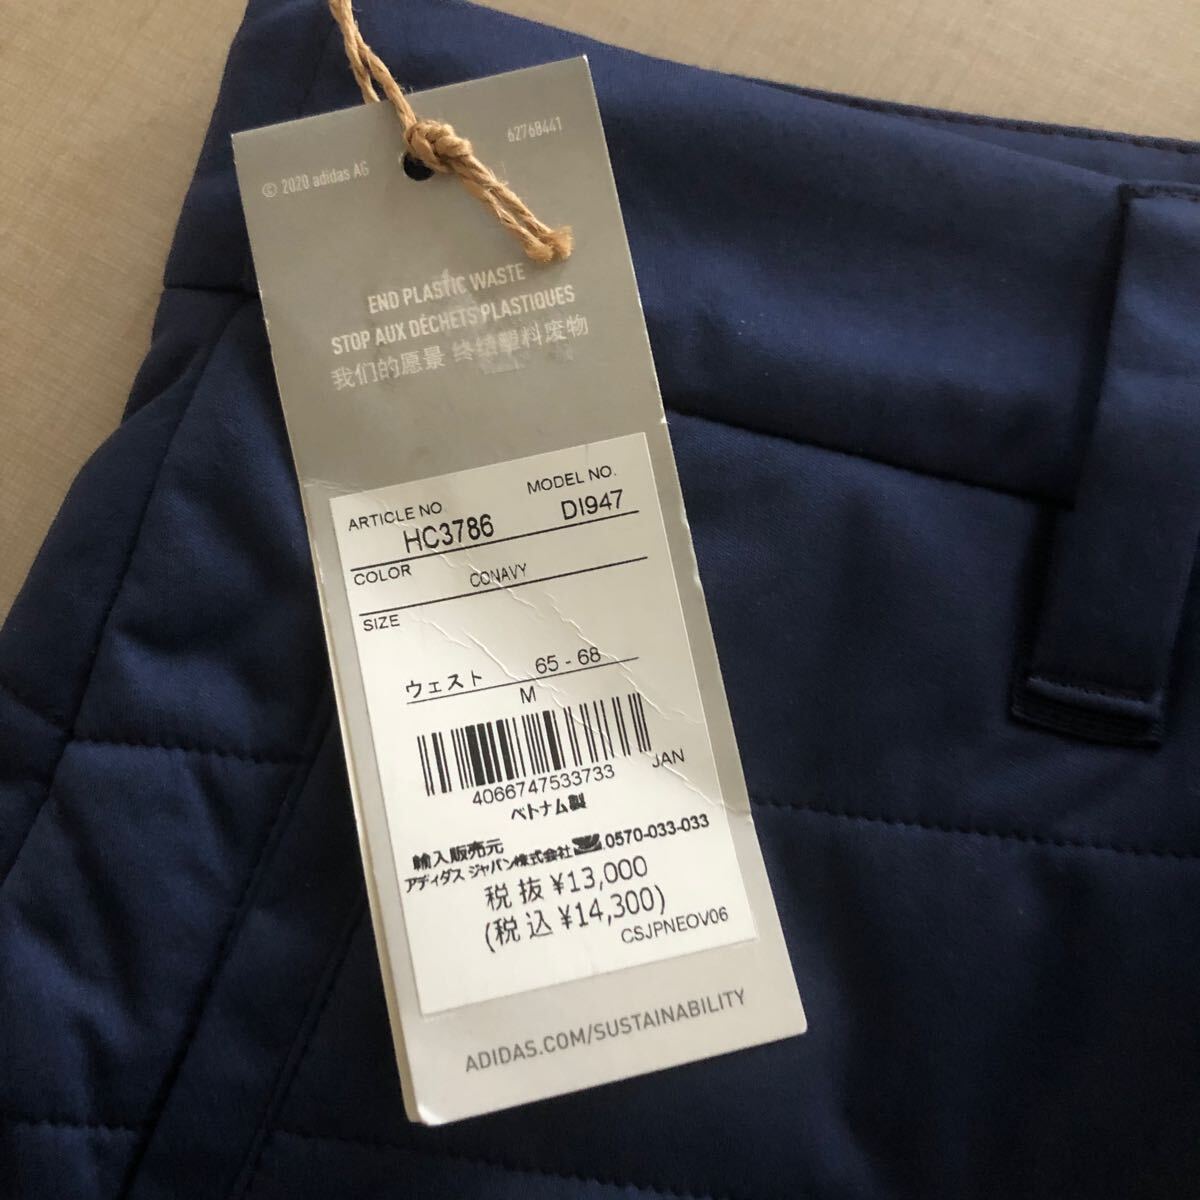 62768441
© 2020 adidas AG
END PLASTIC WASTE
STOP AUX DÉCHETS PLASTIQUES
我们的愿景 终结塑料废物
ARTICLE NO MODEL NO.
HC3786 DI947
COLOR CONAVY
SIZE
ウェスト 65 - 68
M
4066747533733 JAN
ベトナム製
輸入販売元
アディダス ジャパン株式会社 0570-033-033
税抜 ¥13,000
(税込 ¥14,300)
CSJPNEOV06
ADIDAS.COM/SUSTAINABILITY